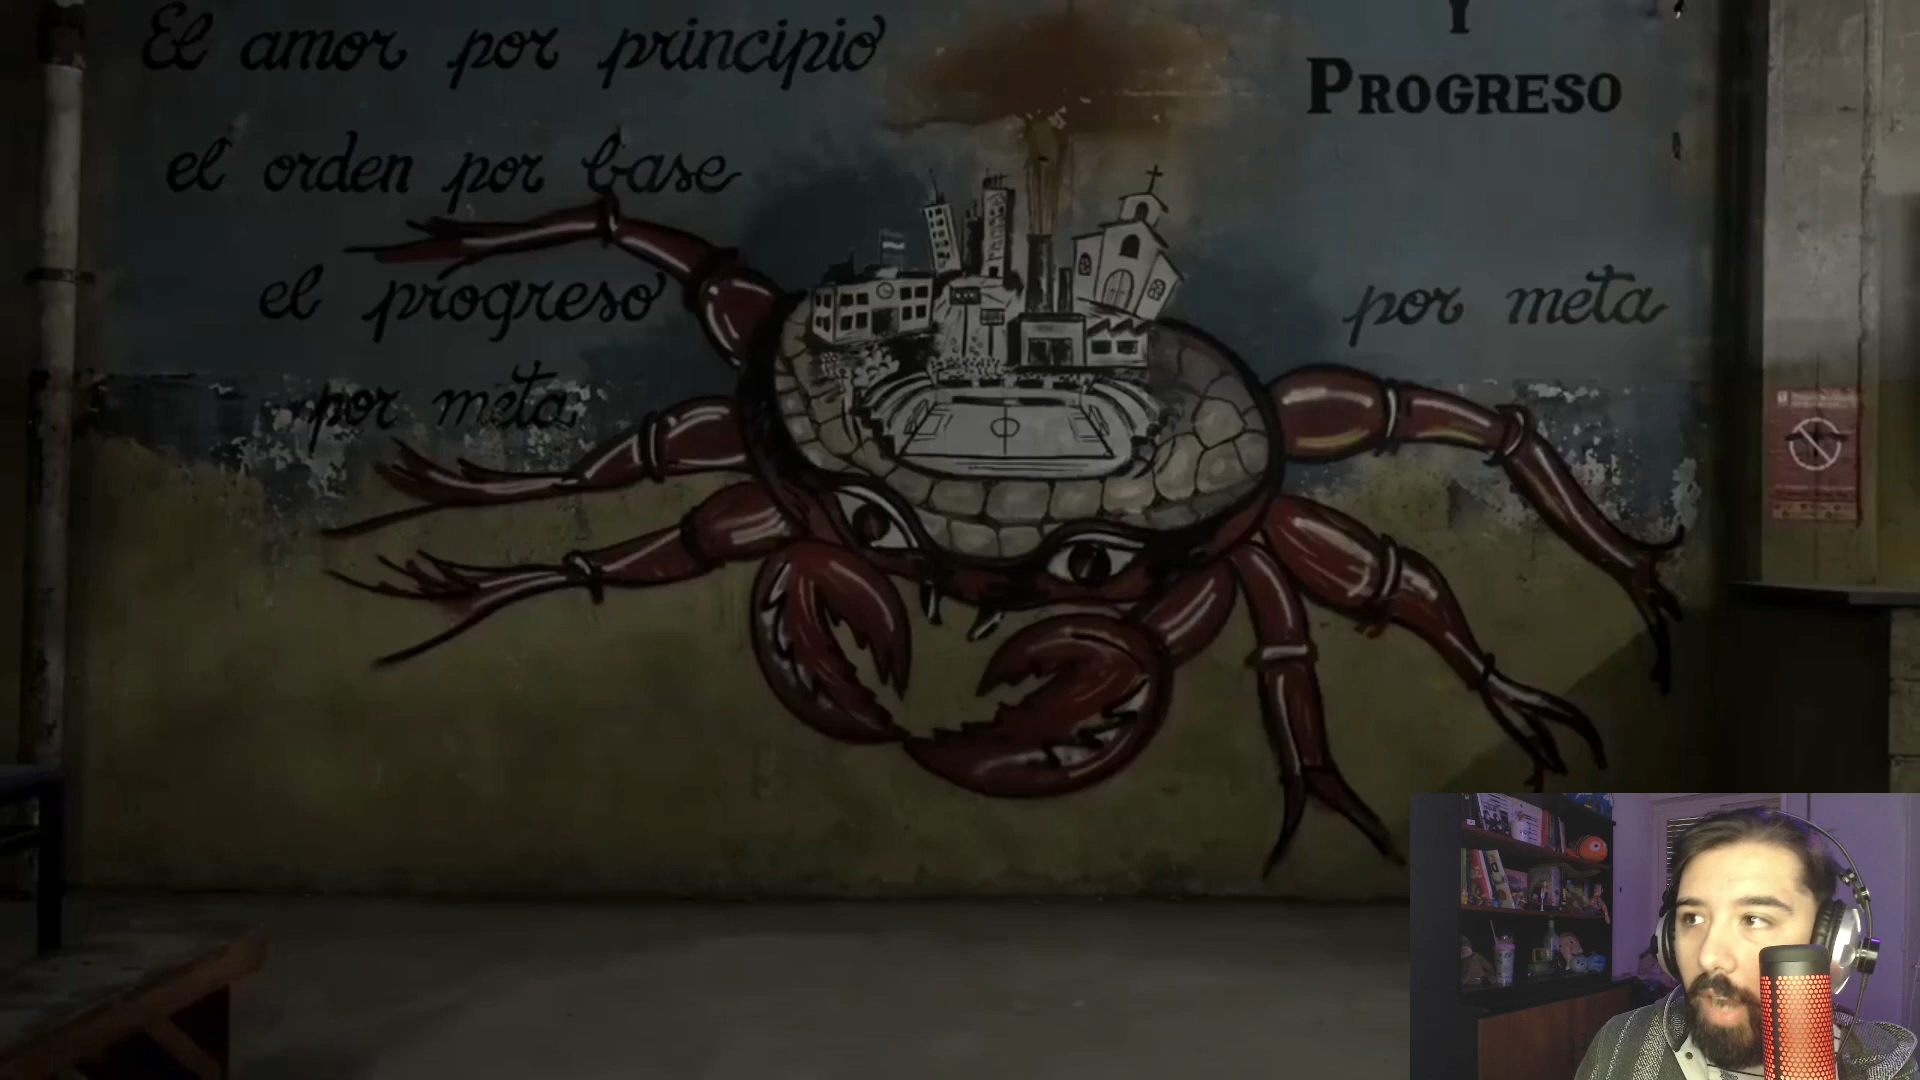 El amor por principio
el orden por base
el progreso
por meta
Y
PROGRESO
por meta